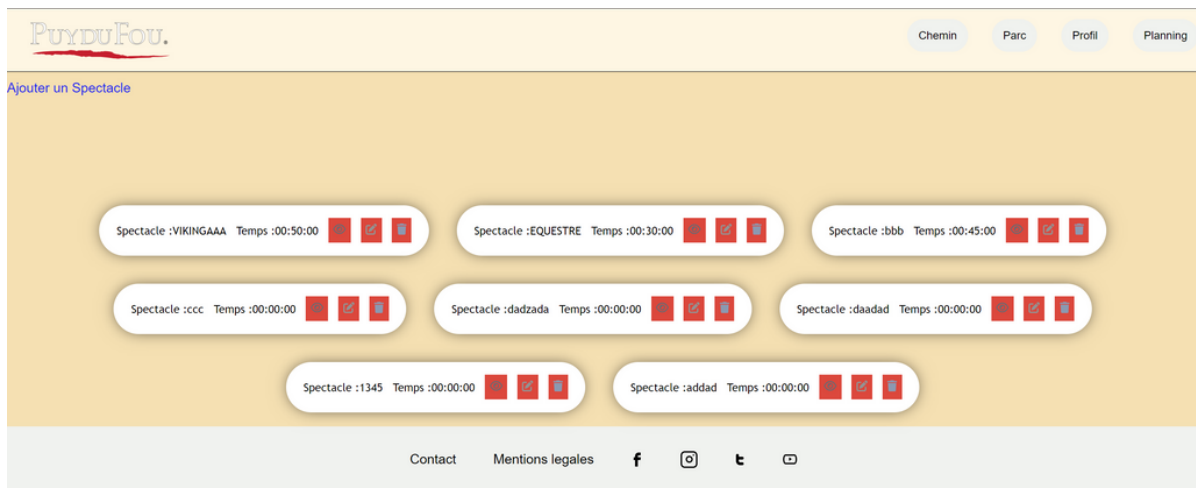 PUYDUFOU.
Chemin Parc Profil Planning
Ajouter un Spectacle
Spectacle :VIKINGAAA Temps :00:50:00
Spectacle :EQUESTRE Temps :00:30:00
Spectacle :bbb Temps :00:45:00
Spectacle :ccc Temps :00:00:00
Spectacle :dadzada Temps :00:00:00
Spectacle :daadad Temps :00:00:00
Spectacle :1345 Temps :00:00:00
Spectacle :addad Temps :00:00:00
Contact Mentions legales